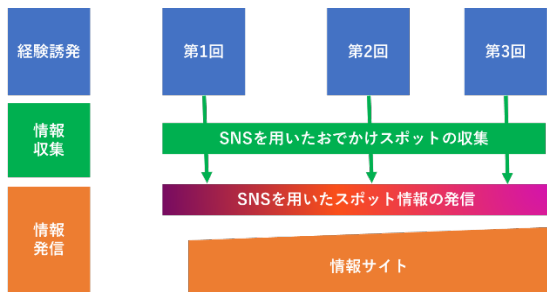 経験誘発
第1回
第2回
第3回
情報
収集
SNSを用いたおでかけスポットの収集
情報
発信
SNSを用いたスポット情報の発信
情報サイト